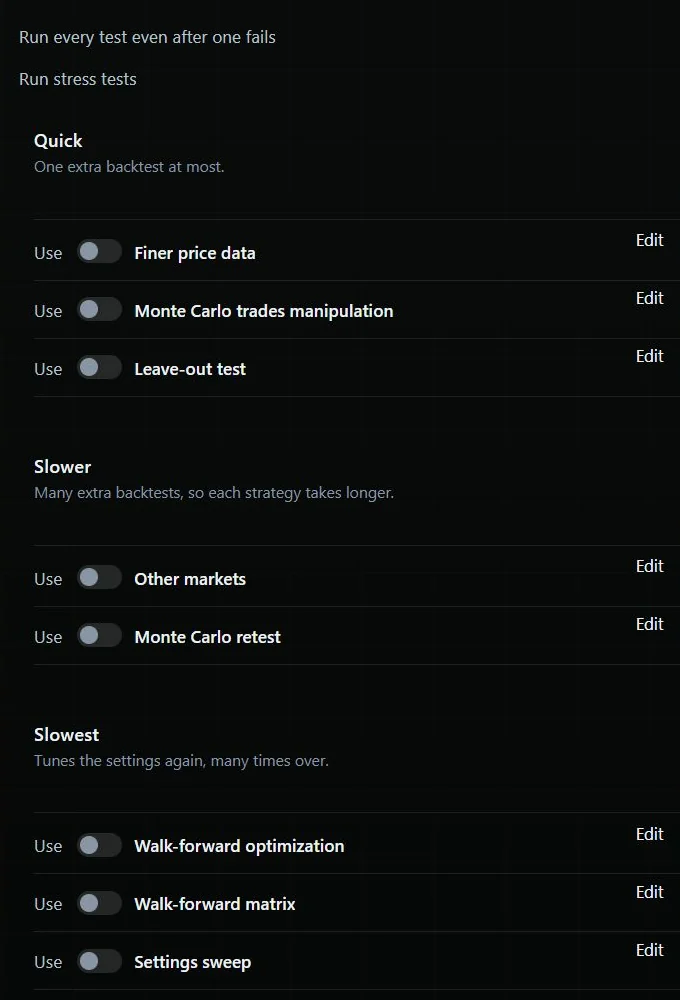 Run every test even after one fails
Run stress tests
Quick
One extra backtest at most.
Use Finer price data Edit
Use Monte Carlo trades manipulation Edit
Use Leave-out test Edit
Slower
Many extra backtests, so each strategy takes longer.
Use Other markets Edit
Use Monte Carlo retest Edit
Slowest
Tunes the settings again, many times over.
Use Walk-forward optimization Edit
Use Walk-forward matrix Edit
Use Settings sweep Edit